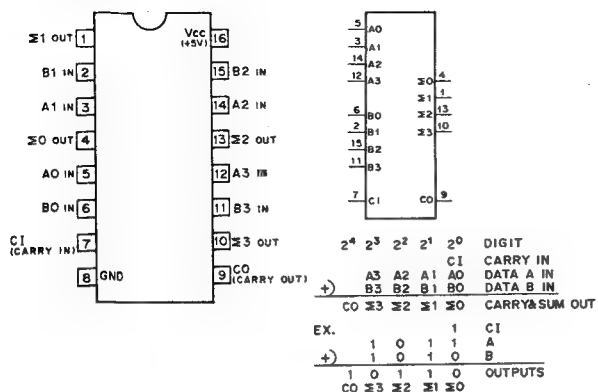 Σ1 OUT 1
B1 IN 2
A1 IN 3
Σ0 OUT 4
A0 IN 5
B0 IN 6
CI 7
(CARRY IN)
8 GND
Vcc 16
(+5V)
15 B2 IN
14 A2 IN
13 Σ2 OUT
12 A3 IN
11 B3 IN
10 Σ3 OUT
9 CO
(CARRY OUT)
5 A0
3 A1
14 A2
12 A3
6 B0
2 B1
15 B2
11 B3
7 CI
Σ0 4
Σ1 1
Σ2 13
Σ3 10
CO 9
2⁴ 2³ 2² 2¹ 2⁰ DIGIT
CI CARRY IN
A3 A2 A1 A0 DATA A IN
+) B3 B2 B1 B0 DATA B IN
CO Σ3 Σ2 Σ1 Σ0 CARRY&SUM OUT
EX. 1 CI
1 0 1 1 A
+) 1 0 1 0 B
1 0 1 1 0 OUTPUTS
CO Σ3 Σ2 Σ1 Σ0